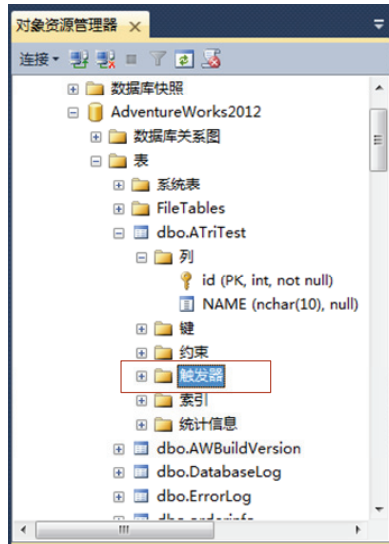 对象资源管理器
连接
数据库快照
AdventureWorks2012
数据库关系图
表
系统表
FileTables
dbo.ATriTest
列
id (PK, int, not null)
NAME (nchar(10), null)
键
约束
触发器
索引
统计信息
dbo.AWBuildVersion
dbo.DatabaseLog
dbo.ErrorLog